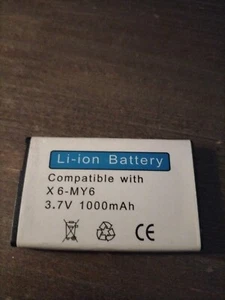 Li-ion Battery
Compatible with
X6-MY6
3.7V 1000mAh
CE